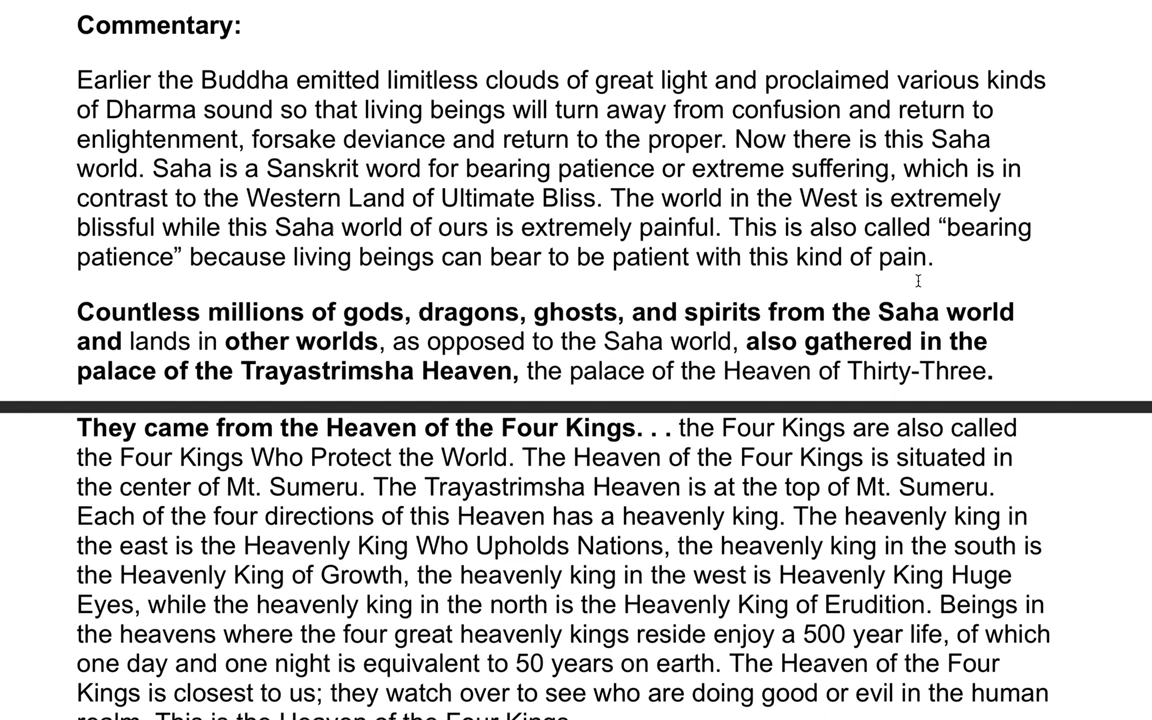 Commentary:
Earlier the Buddha emitted limitless clouds of great light and proclaimed various kinds
of Dharma sound so that living beings will turn away from confusion and return to
enlightenment, forsake deviance and return to the proper. Now there is this Saha
world. Saha is a Sanskrit word for bearing patience or extreme suffering, which is in
contrast to the Western Land of Ultimate Bliss. The world in the West is extremely
blissful while this Saha world of ours is extremely painful. This is also called “bearing
patience” because living beings can bear to be patient with this kind of pain.
Countless millions of gods, dragons, ghosts, and spirits from the Saha world
and lands in other worlds, as opposed to the Saha world, also gathered in the
palace of the Trayastrimsha Heaven, the palace of the Heaven of Thirty-Three.
They came from the Heaven of the Four Kings. . . the Four Kings are also called
the Four Kings Who Protect the World. The Heaven of the Four Kings is situated in
the center of Mt. Sumeru. The Trayastrimsha Heaven is at the top of Mt. Sumeru.
Each of the four directions of this Heaven has a heavenly king. The heavenly king in
the east is the Heavenly King Who Upholds Nations, the heavenly king in the south is
the Heavenly King of Growth, the heavenly king in the west is Heavenly King Huge
Eyes, while the heavenly king in the north is the Heavenly King of Erudition. Beings in
the heavens where the four great heavenly kings reside enjoy a 500 year life, of which
one day and one night is equivalent to 50 years on earth. The Heaven of the Four
Kings is closest to us; they watch over to see who are doing good or evil in the human
realm. This is the Heaven of the Four Kings.